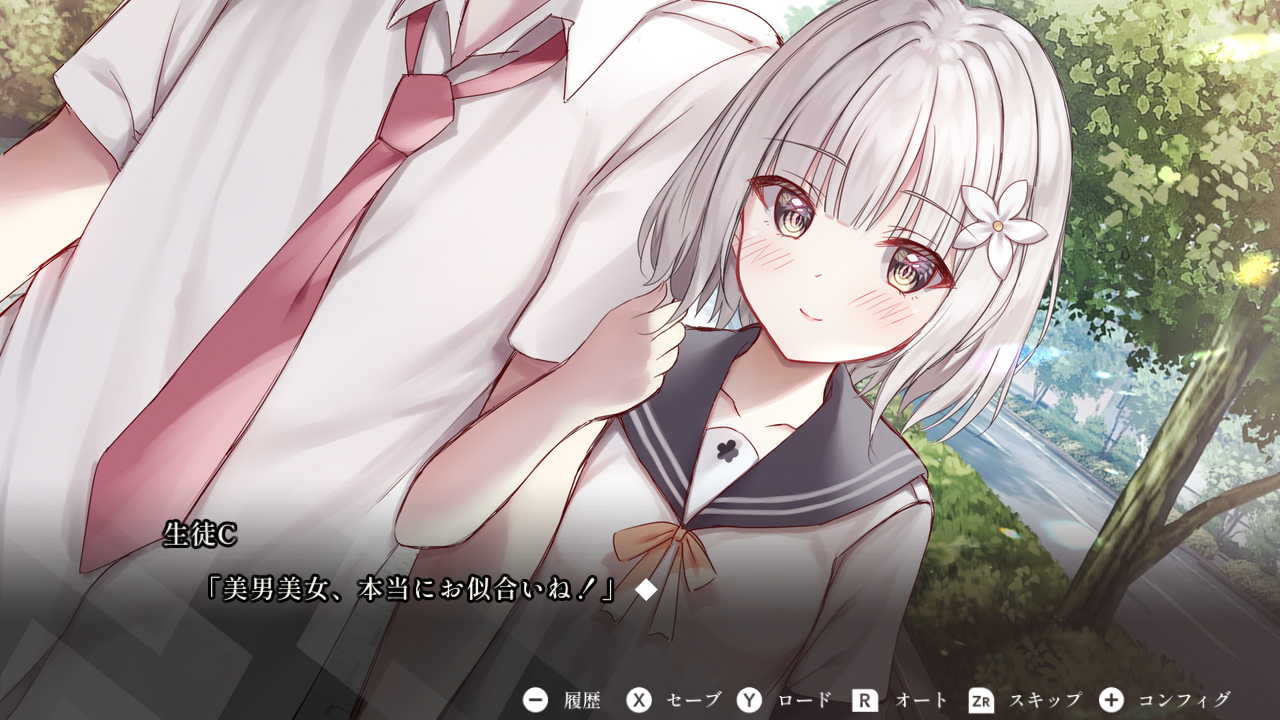 生徒C
「美男美女、本当にお似合いね！」
− 履歴 X セーブ Y ロード R オート ZR スキップ + コンフィグ